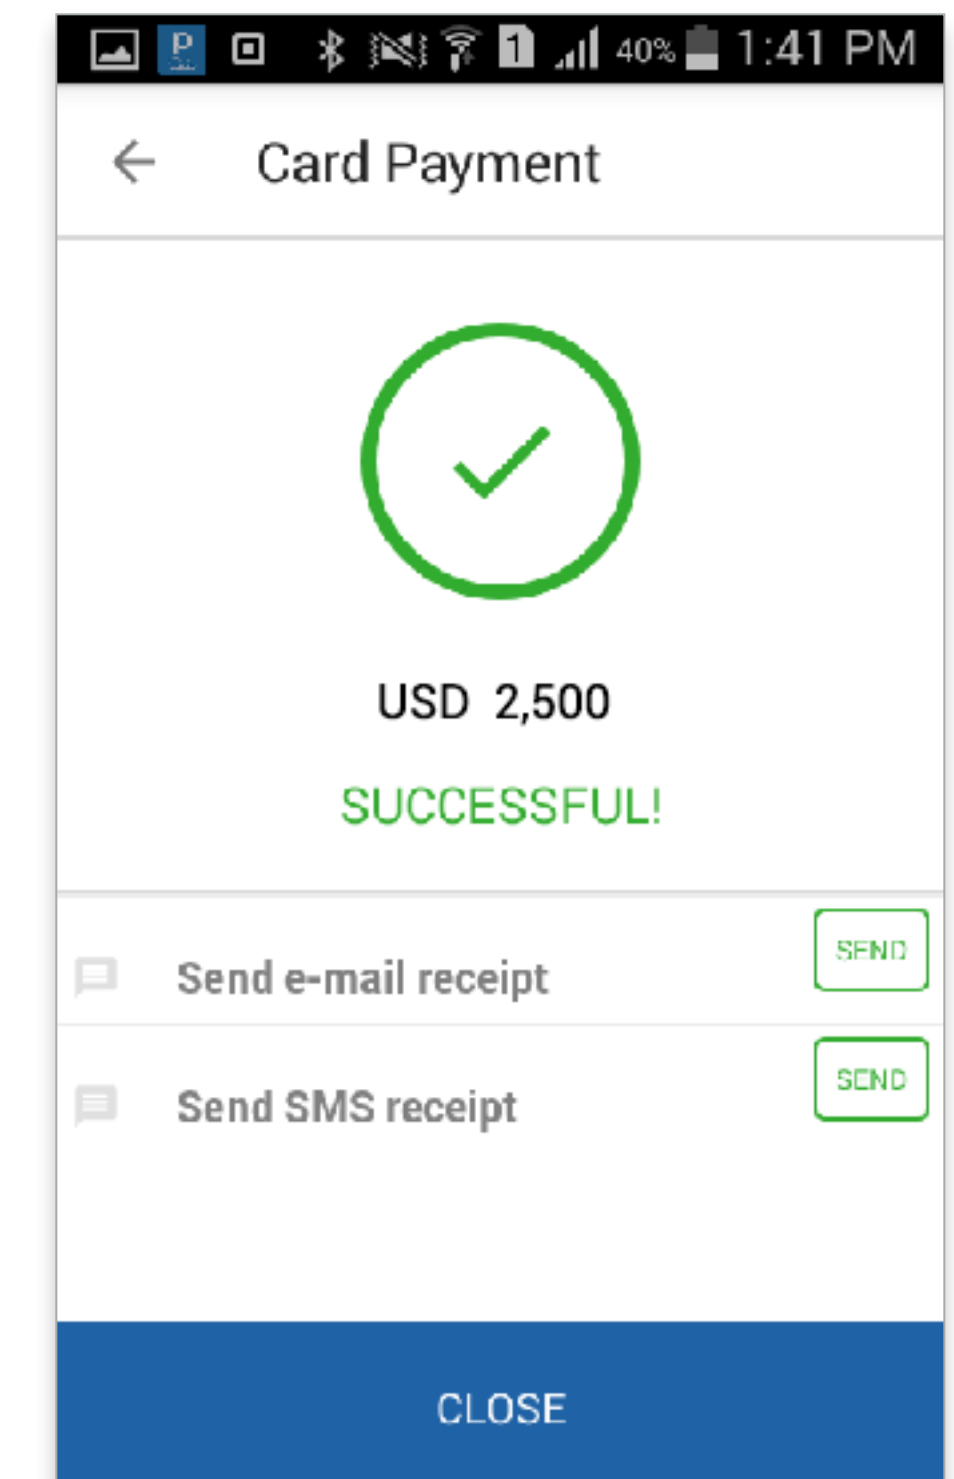 P 1 40% 1:41 PM
Card Payment
USD 2,500
SUCCESSFUL!
Send e-mail receipt SEND
Send SMS receipt SEND
CLOSE